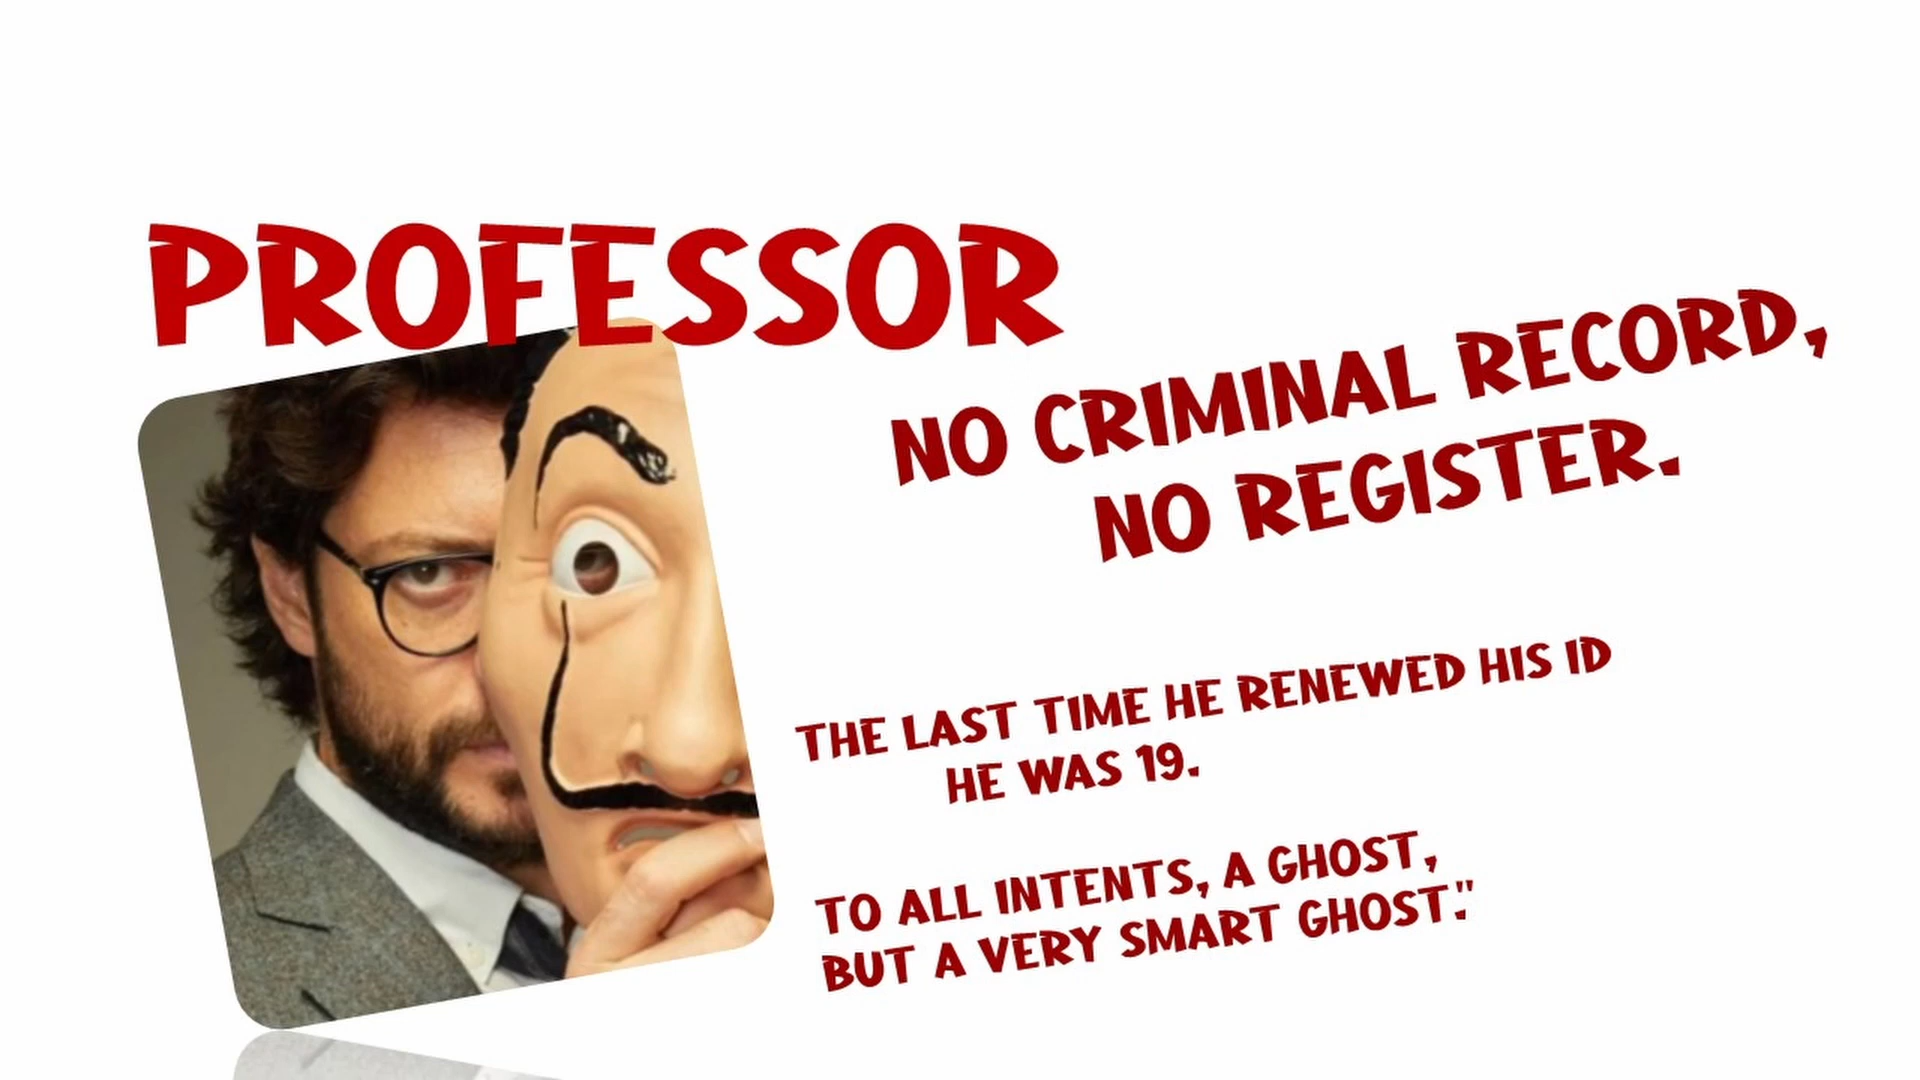 PROFESSOR
NO CRIMINAL RECORD,
NO REGISTER.
THE LAST TIME HE RENEWED HIS ID
HE WAS 19.
TO ALL INTENTS, A GHOST,
BUT A VERY SMART GHOST."